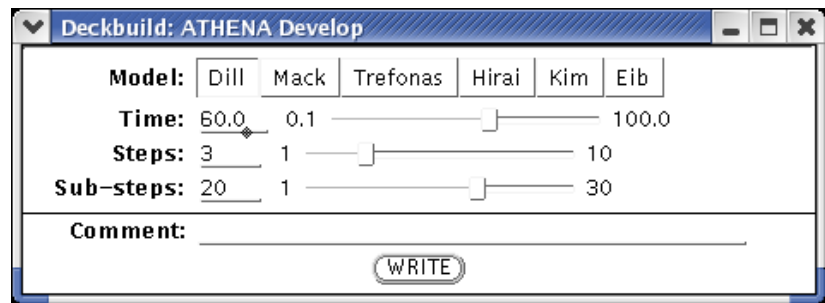 Deckbuild: ATHENA Develop
Model: Dill Mack Trefonas Hirai Kim Eib
Time: 60.0 0.1 100.0
Steps: 3 1 10
Sub-steps: 20 1 30
Comment:
WRITE